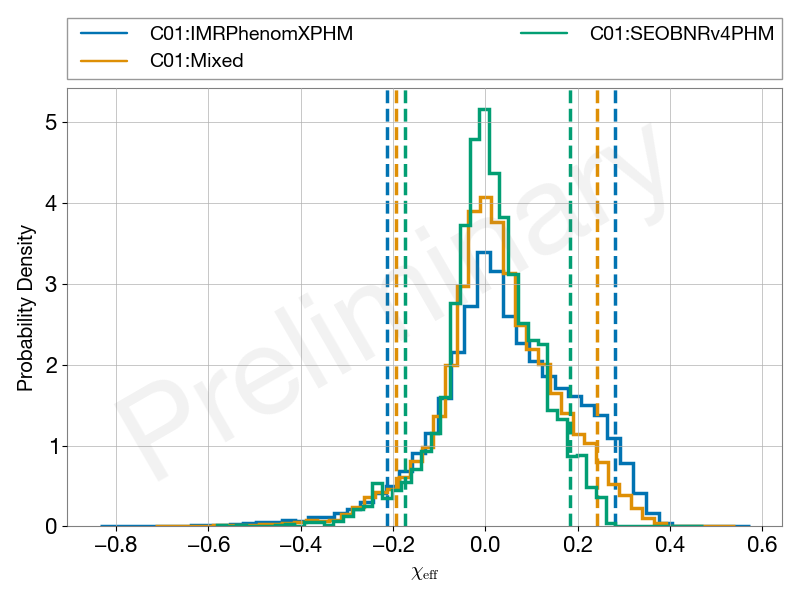 C01:IMRPhenomXPHM
C01:SEOBNRv4PHM
C01:Mixed
Preliminary
Probability Density
5
4
3
2
1
0
−0.8 −0.6 −0.4 −0.2 0.0 0.2 0.4 0.6
χeff